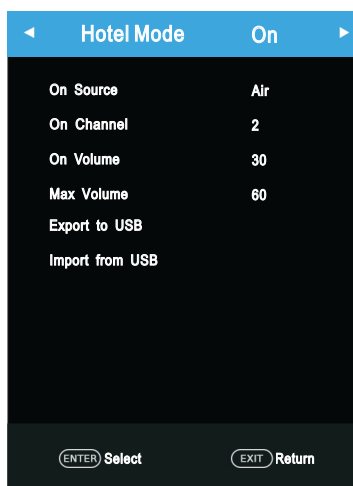 ◄ Hotel Mode On ►
On Source Air
On Channel 2
On Volume 30
Max Volume 60
Export to USB
Import from USB
ENTER Select EXIT Return